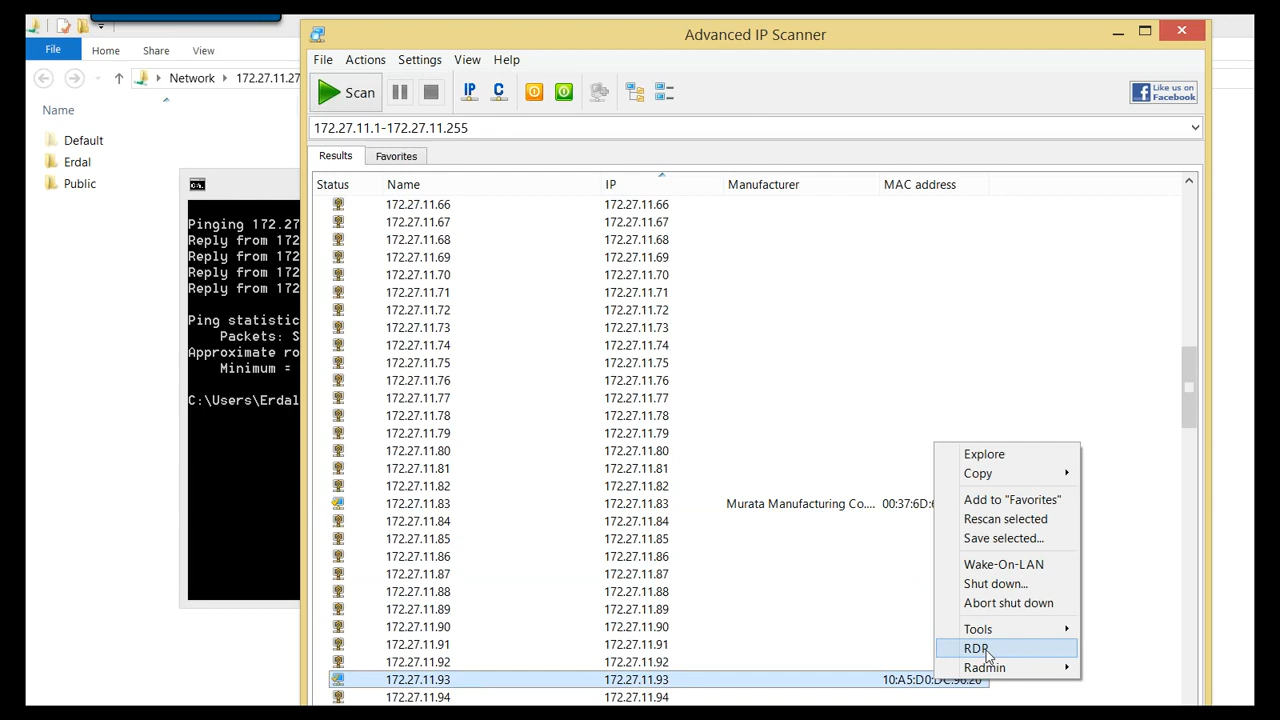 Advanced IP Scanner
File Home Share View
File Actions Settings Help
Network 172.27.11.27
Scan IP C
Like us on
Facebook
172.27.11.1-172.27.11.255
Name
Default
Erdal
Public
Results Favorites
Status Name IP Manufacturer MAC address
172.27.11.66 172.27.11.66
172.27.11.67 172.27.11.67
172.27.11.68 172.27.11.68
172.27.11.69 172.27.11.69
172.27.11.70 172.27.11.70
172.27.11.71 172.27.11.71
172.27.11.72 172.27.11.72
172.27.11.73 172.27.11.73
172.27.11.74 172.27.11.74
172.27.11.75 172.27.11.75
172.27.11.76 172.27.11.76
172.27.11.77 172.27.11.77
172.27.11.78 172.27.11.78
172.27.11.79 172.27.11.79
172.27.11.80 172.27.11.80
172.27.11.81 172.27.11.81
172.27.11.82 172.27.11.82
172.27.11.83 172.27.11.83 Murata Manufacturing Co.... 00:37:6D:
172.27.11.84 172.27.11.84
172.27.11.85 172.27.11.85
172.27.11.86 172.27.11.86
172.27.11.87 172.27.11.87
172.27.11.88 172.27.11.88
172.27.11.89 172.27.11.89
172.27.11.90 172.27.11.90
172.27.11.91 172.27.11.91
172.27.11.92 172.27.11.92
172.27.11.93 172.27.11.93
172.27.11.94 172.27.11.94
Pinging 172.27
Reply from 172
Reply from 172
Reply from 172
Reply from 172
Ping statistic
Packets: S
Approximate ro
Minimum =
C:\Users\Erdal
Explore
Copy
Add to "Favorites"
Rescan selected
Save selected...
Wake-On-LAN
Shut down...
Abort shut down
Tools
RDP
Radmin